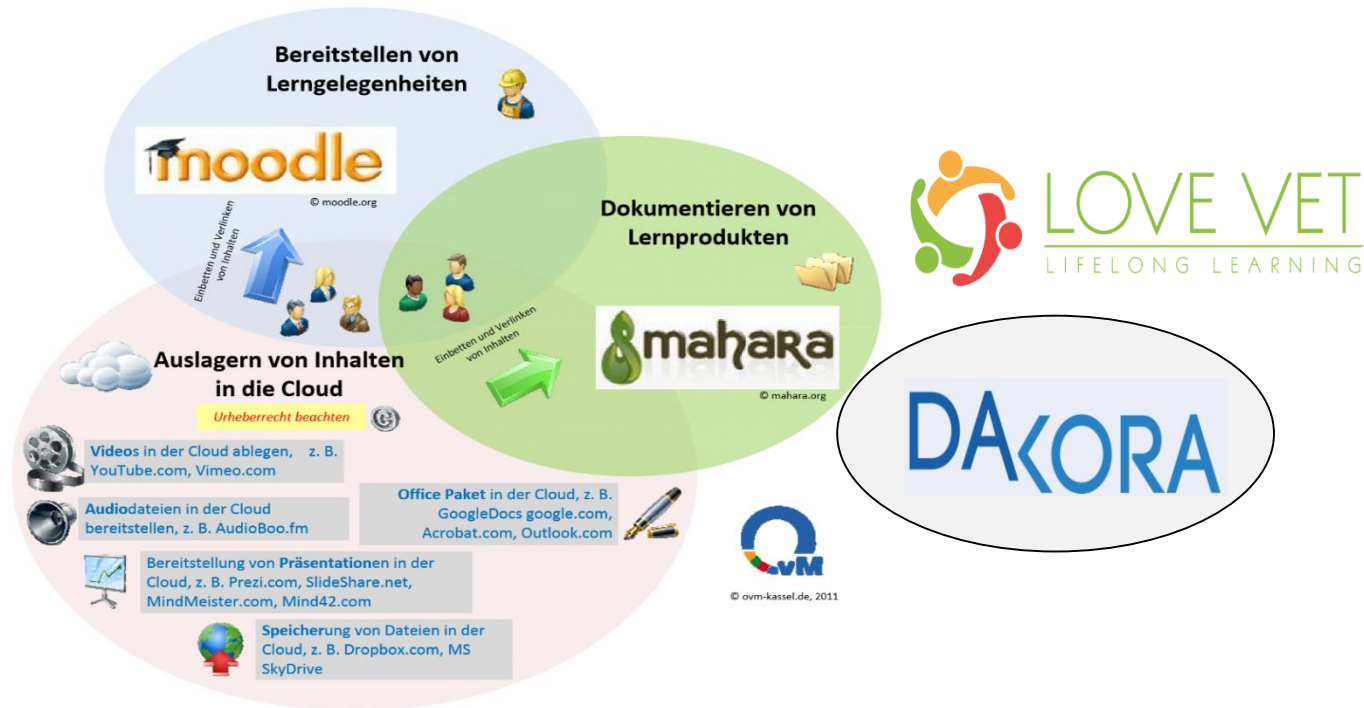 Bereitstellen von
Lerngelegenheiten
moodle
© moodle.org
Einbetten und Verlinken
von Inhalten
Dokumentieren von
Lernprodukten
mahara
© mahara.org
Einbetten und Verlinken
von Inhalten
Auslagern von Inhalten
in die Cloud
Urheberrecht beachten
©
Videos in der Cloud ablegen, z. B.
YouTube.com, Vimeo.com
Audiodateien in der Cloud
bereitstellen, z. B. AudioBoo.fm
Office Paket in der Cloud, z. B.
GoogleDocs google.com,
Acrobat.com, Outlook.com
Bereitstellung von Präsentationen in der
Cloud, z. B. Prezi.com, SlideShare.net,
MindMeister.com, Mind42.com
Speicherung von Dateien in der
Cloud, z. B. Dropbox.com, MS
SkyDrive
OvM
© ovm-kassel.de, 2011
LOVE VET
LIFELONG LEARNING
DAKORA